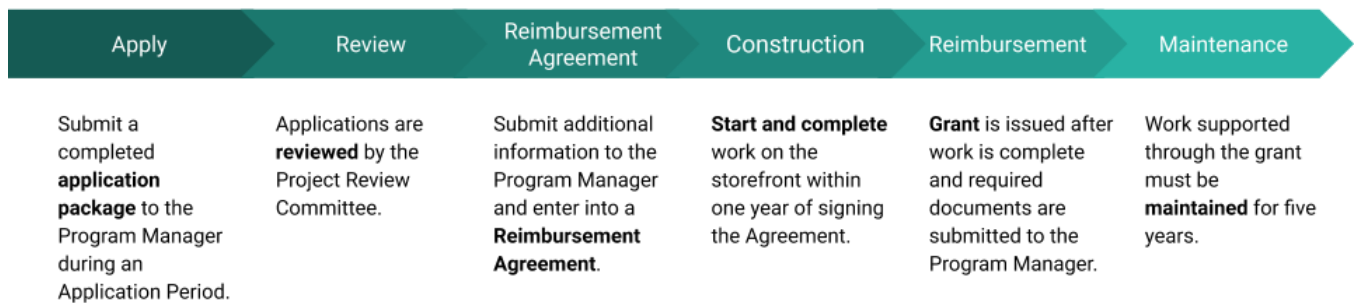 Apply
Review
Reimbursement
Agreement
Construction
Reimbursement
Maintenance
Submit a
completed
application
package to the
Program Manager
during an
Application Period.
Applications are
reviewed by the
Project Review
Committee.
Submit additional
information to the
Program Manager
and enter into a
Reimbursement
Agreement.
Start and complete
work on the
storefront within
one year of signing
the Agreement.
Grant is issued after
work is complete
and required
documents are
submitted to the
Program Manager.
Work supported
through the grant
must be
maintained for five
years.